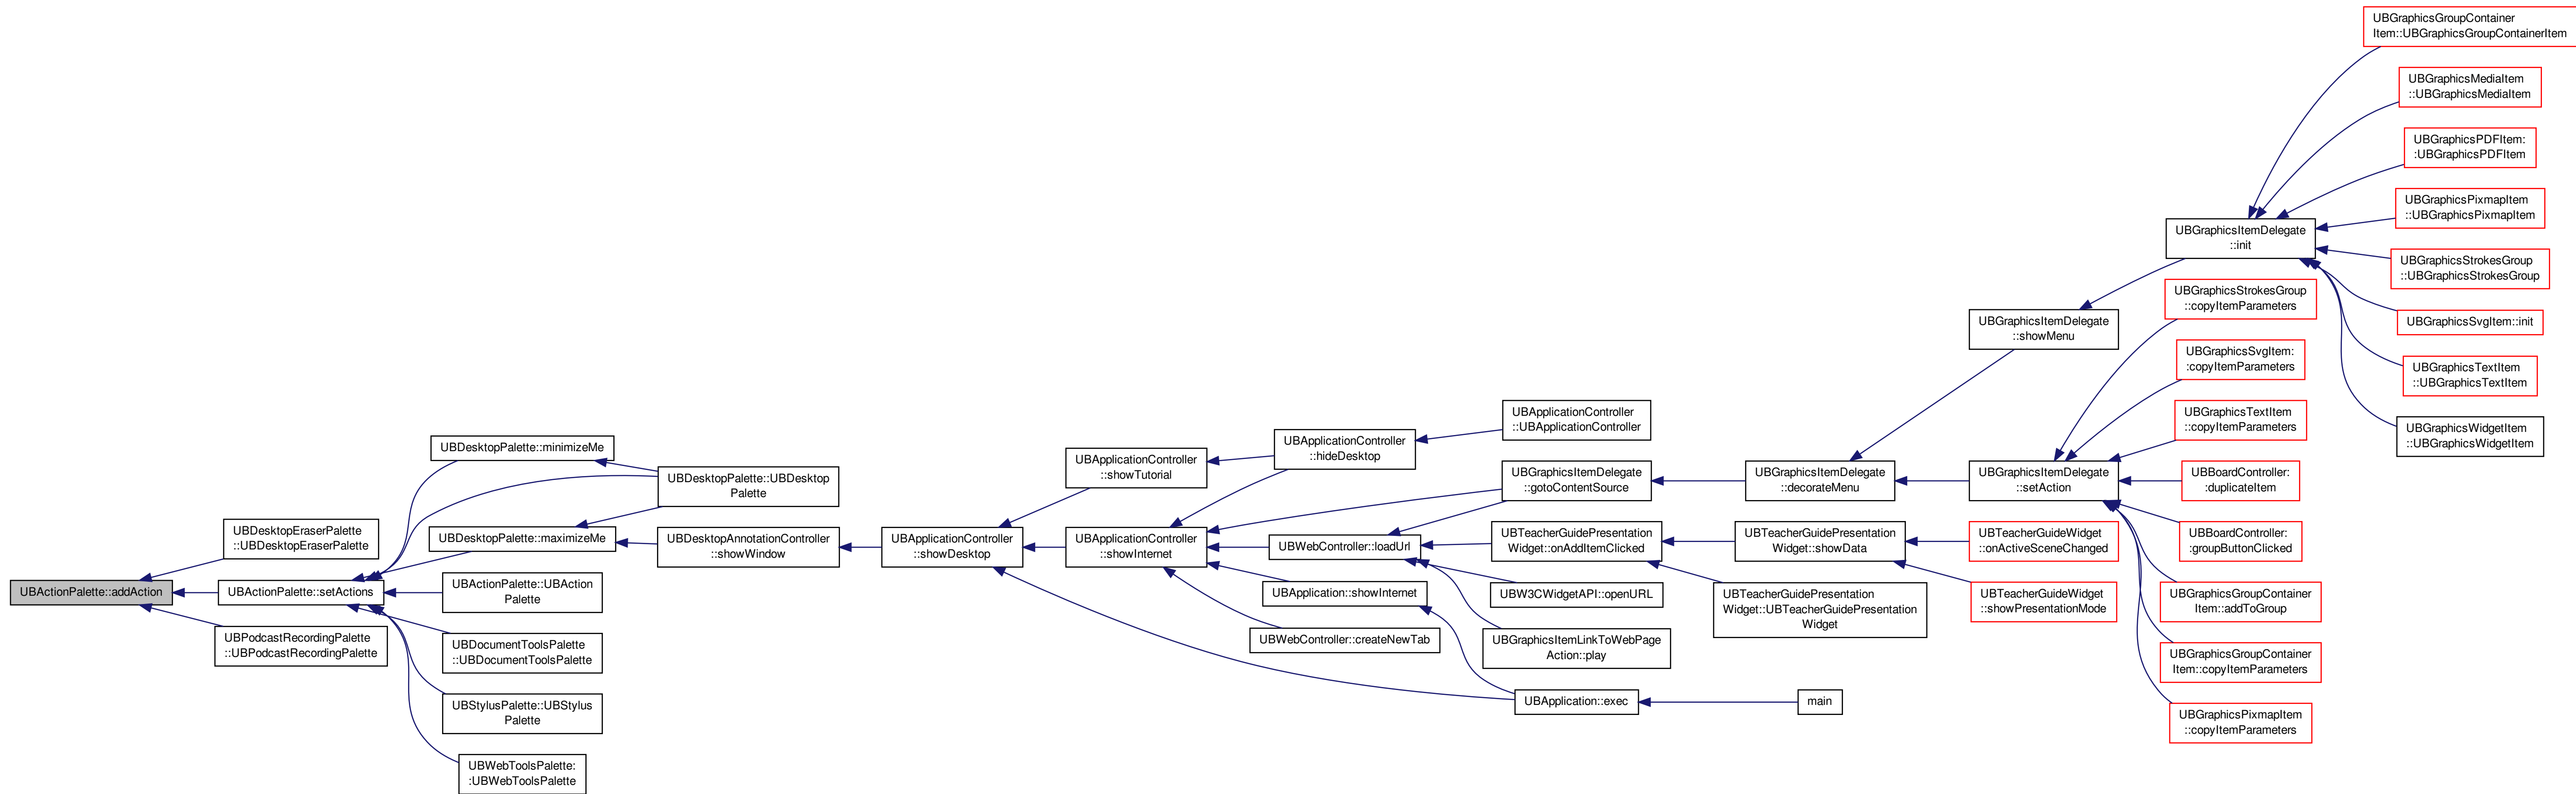 UBActionPalette::addAction
UBDesktopEraserPalette
::UBDesktopEraserPalette
UBActionPalette::setActions
UBPodcastRecordingPalette
::UBPodcastRecordingPalette
UBDesktopPalette::minimizeMe
UBDesktopPalette::maximizeMe
UBActionPalette::UBAction
Palette
UBDocumentToolsPalette
::UBDocumentToolsPalette
UBStylusPalette::UBStylus
Palette
UBWebToolsPalette:
:UBWebToolsPalette
UBDesktopPalette::UBDesktop
Palette
UBDesktopAnnotationController
::showWindow
UBApplicationController
::showDesktop
UBApplicationController
::showTutorial
UBApplicationController
::showInternet
UBApplicationController
::hideDesktop
UBWebController::loadUrl
UBApplication::showInternet
UBWebController::createNewTab
UBApplicationController
::UBApplicationController
UBGraphicsItemDelegate
::gotoContentSource
UBTeacherGuidePresentation
Widget::onAddItemClicked
UBW3CWidgetAPI::openURL
UBGraphicsItemLinkToWebPage
Action::play
UBApplication::exec
UBGraphicsItemDelegate
::decorateMenu
UBTeacherGuidePresentation
Widget::showData
UBTeacherGuidePresentation
Widget::UBTeacherGuidePresentation
Widget
main
UBGraphicsItemDelegate
::showMenu
UBGraphicsItemDelegate
::setAction
UBTeacherGuideWidget
::onActiveSceneChanged
UBTeacherGuideWidget
::showPresentationMode
UBGraphicsItemDelegate
::init
UBGraphicsStrokesGroup
::copyItemParameters
UBGraphicsSvgItem:
:copyItemParameters
UBGraphicsTextItem
::copyItemParameters
UBBoardController:
:duplicateItem
UBBoardController:
:groupButtonClicked
UBGraphicsGroupContainer
Item::addToGroup
UBGraphicsGroupContainer
Item::copyItemParameters
UBGraphicsPixmapItem
::copyItemParameters
UBGraphicsGroupContainer
Item::UBGraphicsGroupContainerItem
UBGraphicsMediaItem
::UBGraphicsMediaItem
UBGraphicsPDFItem:
:UBGraphicsPDFItem
UBGraphicsPixmapItem
::UBGraphicsPixmapItem
UBGraphicsStrokesGroup
::UBGraphicsStrokesGroup
UBGraphicsSvgItem::init
UBGraphicsTextItem
::UBGraphicsTextItem
UBGraphicsWidgetItem
::UBGraphicsWidgetItem